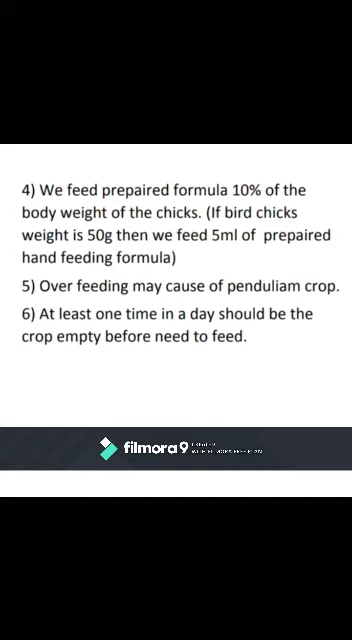 4) We feed prepaired formula 10% of the
body weight of the chicks. (If bird chicks
weight is 50g then we feed 5ml of prepaired
hand feeding formula)
5) Over feeding may cause of penduliam crop.
6) At least one time in a day should be the
crop empty before need to feed.
filmora9